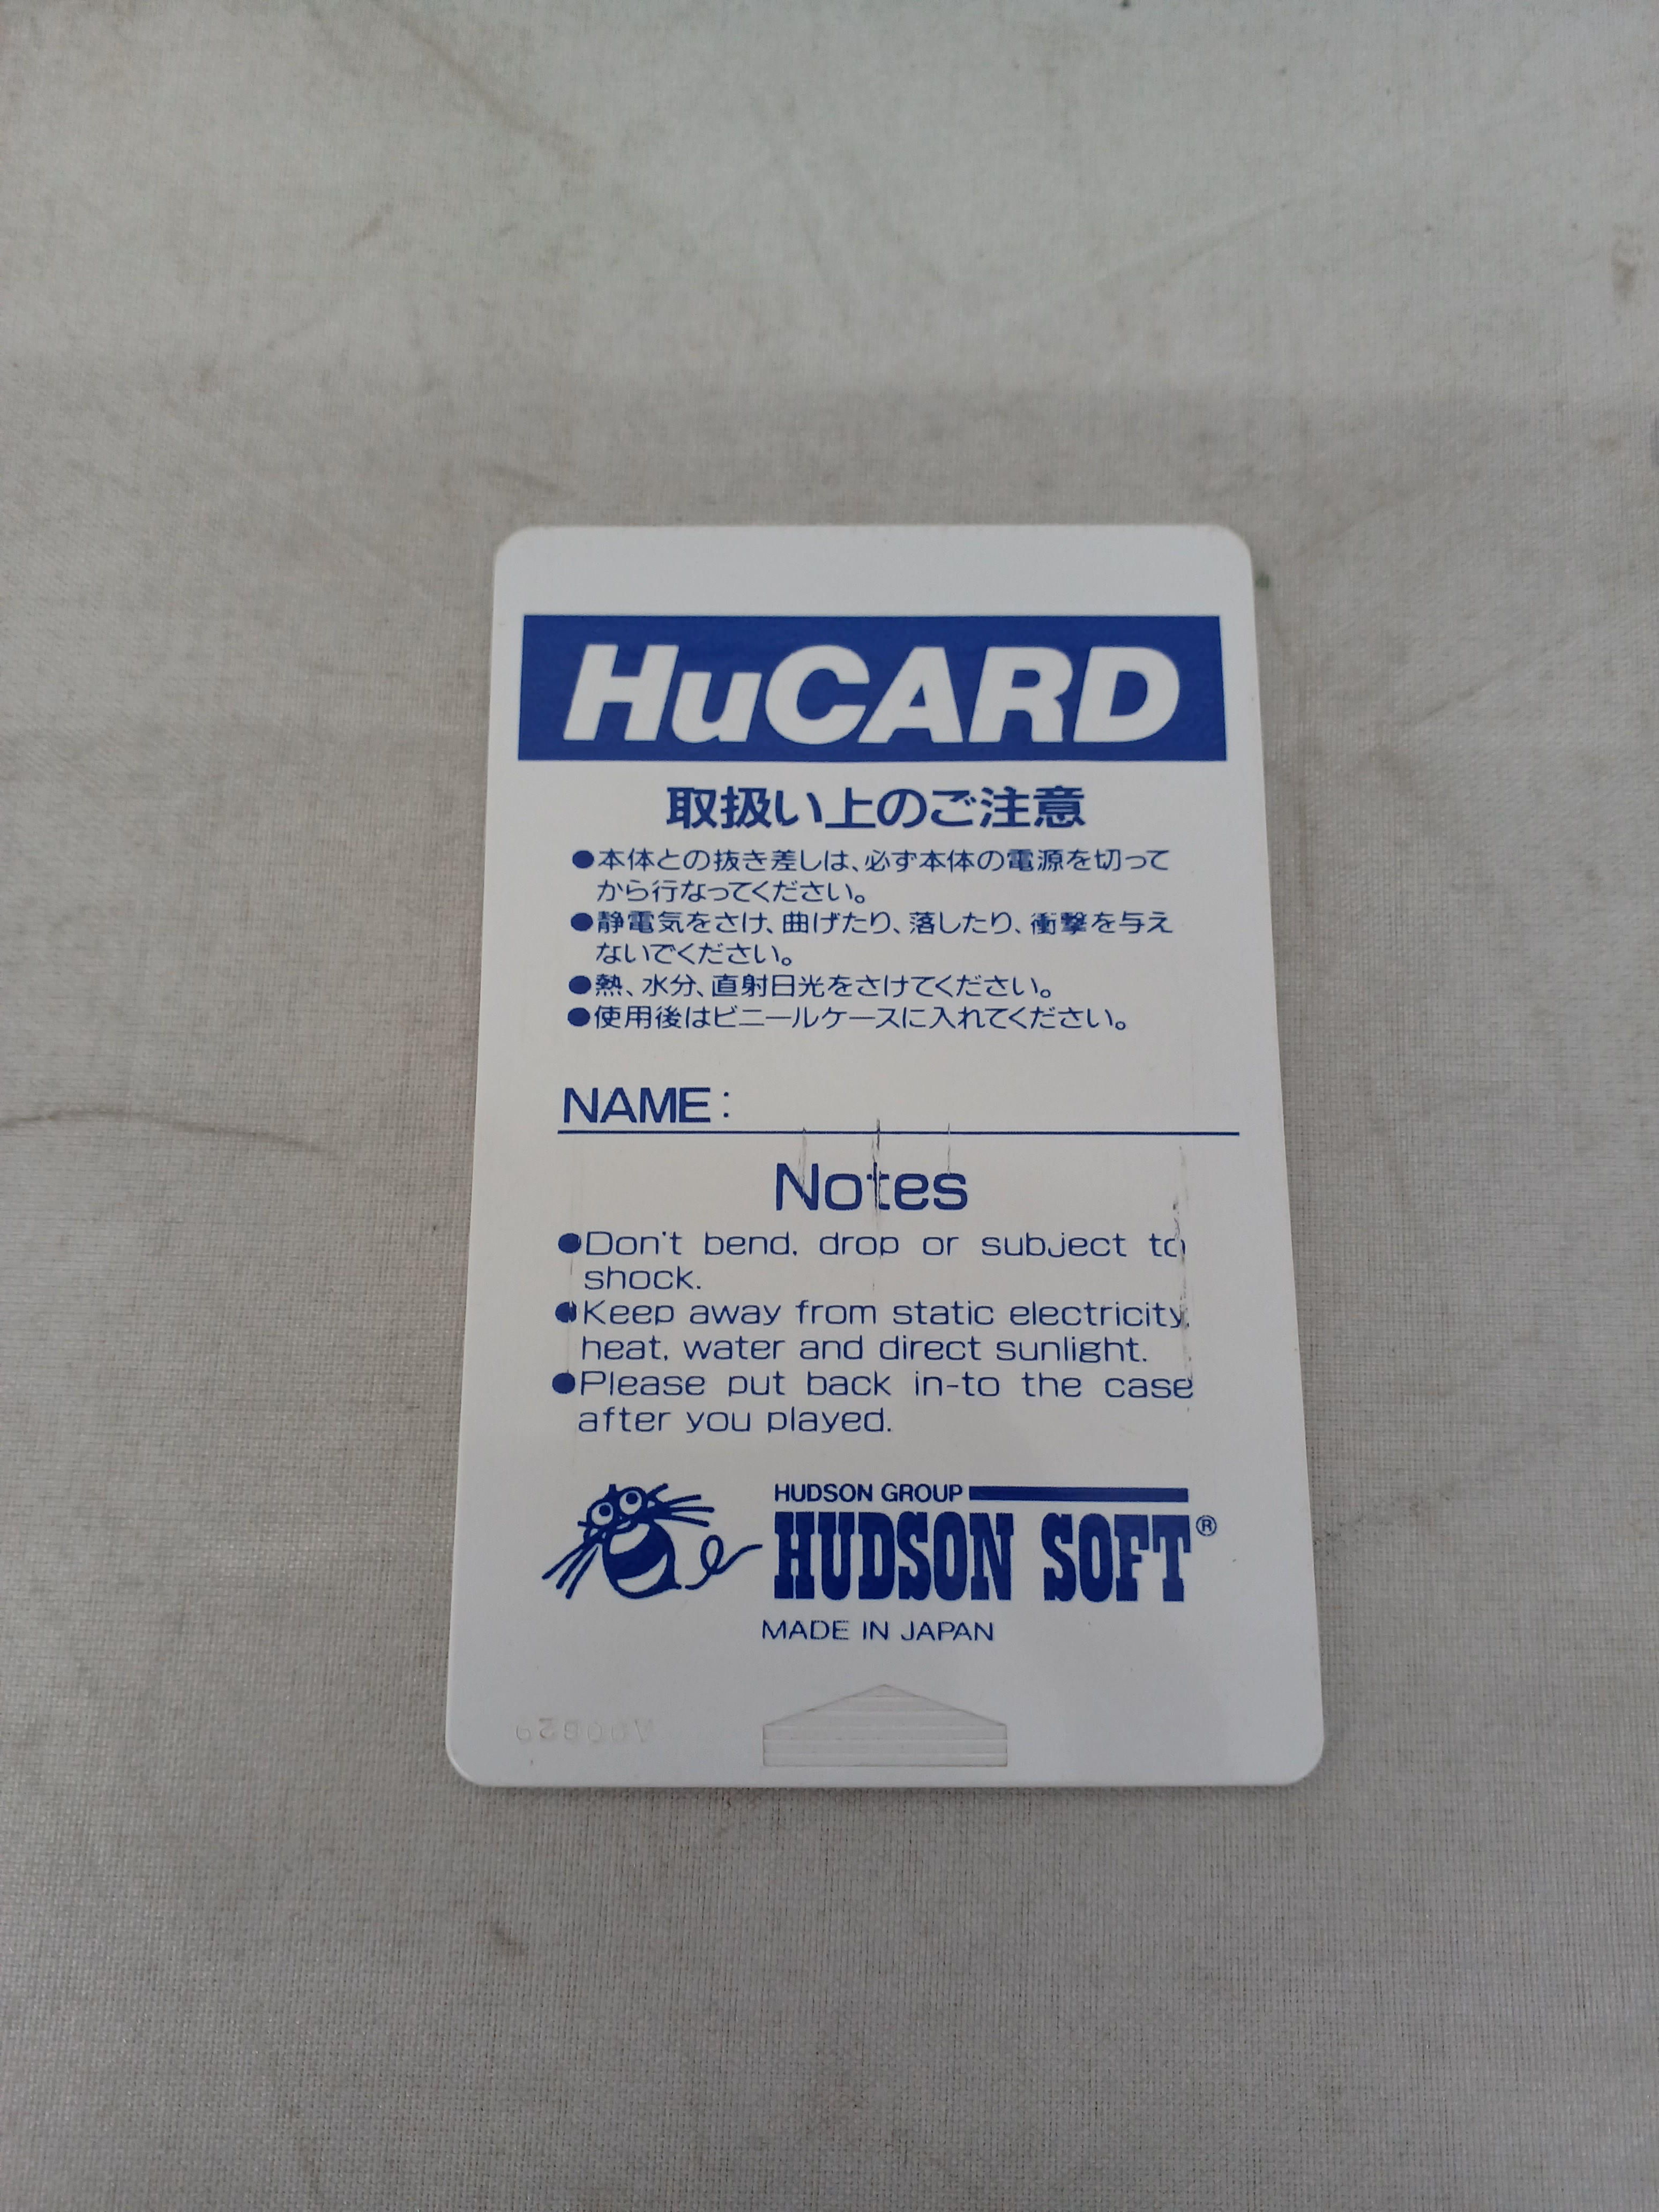 HuCARD
取扱い上のご注意
●本体との抜き差しは、必ず本体の電源を切って
から行なってください。
●静電気をさけ、曲げたり、落したり、衝撃を与え
ないでください。
●熱、水分、直射日光をさけてください。
●使用後はビニールケースに入れてください。
NAME:
Notes
●Don't bend, drop or subject to
shock.
●Keep away from static electricity,
heat, water and direct sunlight.
●Please put back in-to the case
after you played.
HUDSON GROUP
HUDSON SOFT®
MADE IN JAPAN